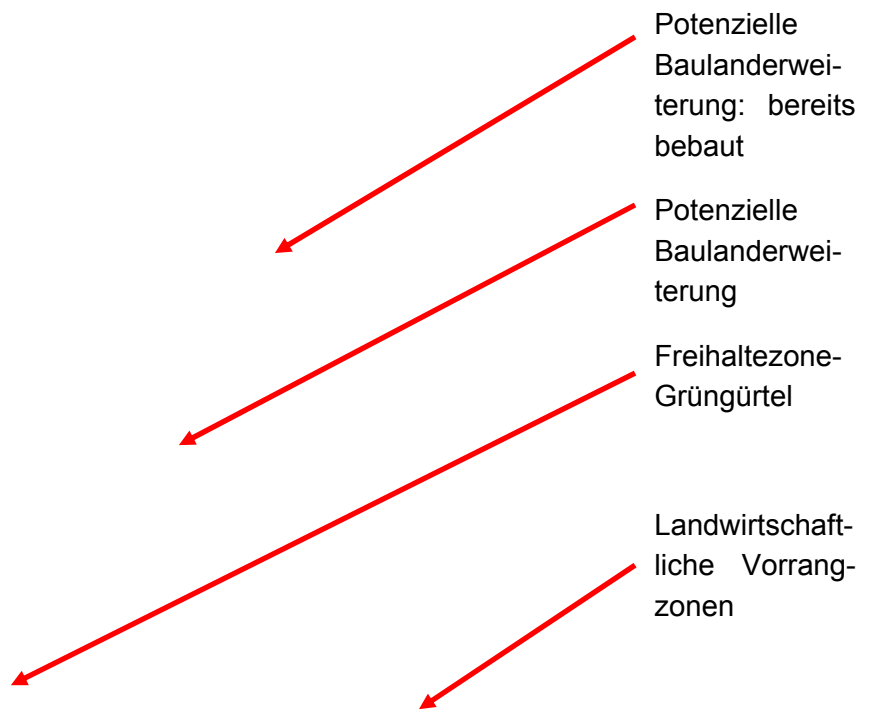 Potenzielle
Baulanderwei-
terung: bereits
bebaut
Potenzielle
Baulanderwei-
terung
Freihaltezone-
Grüngürtel
Landwirtschaft-
liche Vorrang-
zonen